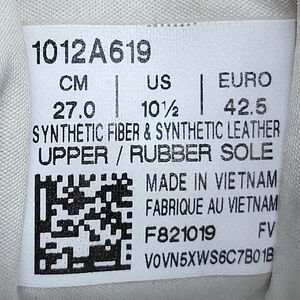 1012A619
CM | US | EURO
27.0 | 10½ | 42.5
SYNTHETIC FIBER & SYNTHETIC LEATHER
UPPER / RUBBER SOLE
MADE IN VIETNAM
FABRIQUE AU VIETNAM
F821019 FV
V0VN5XWS6C7B01B